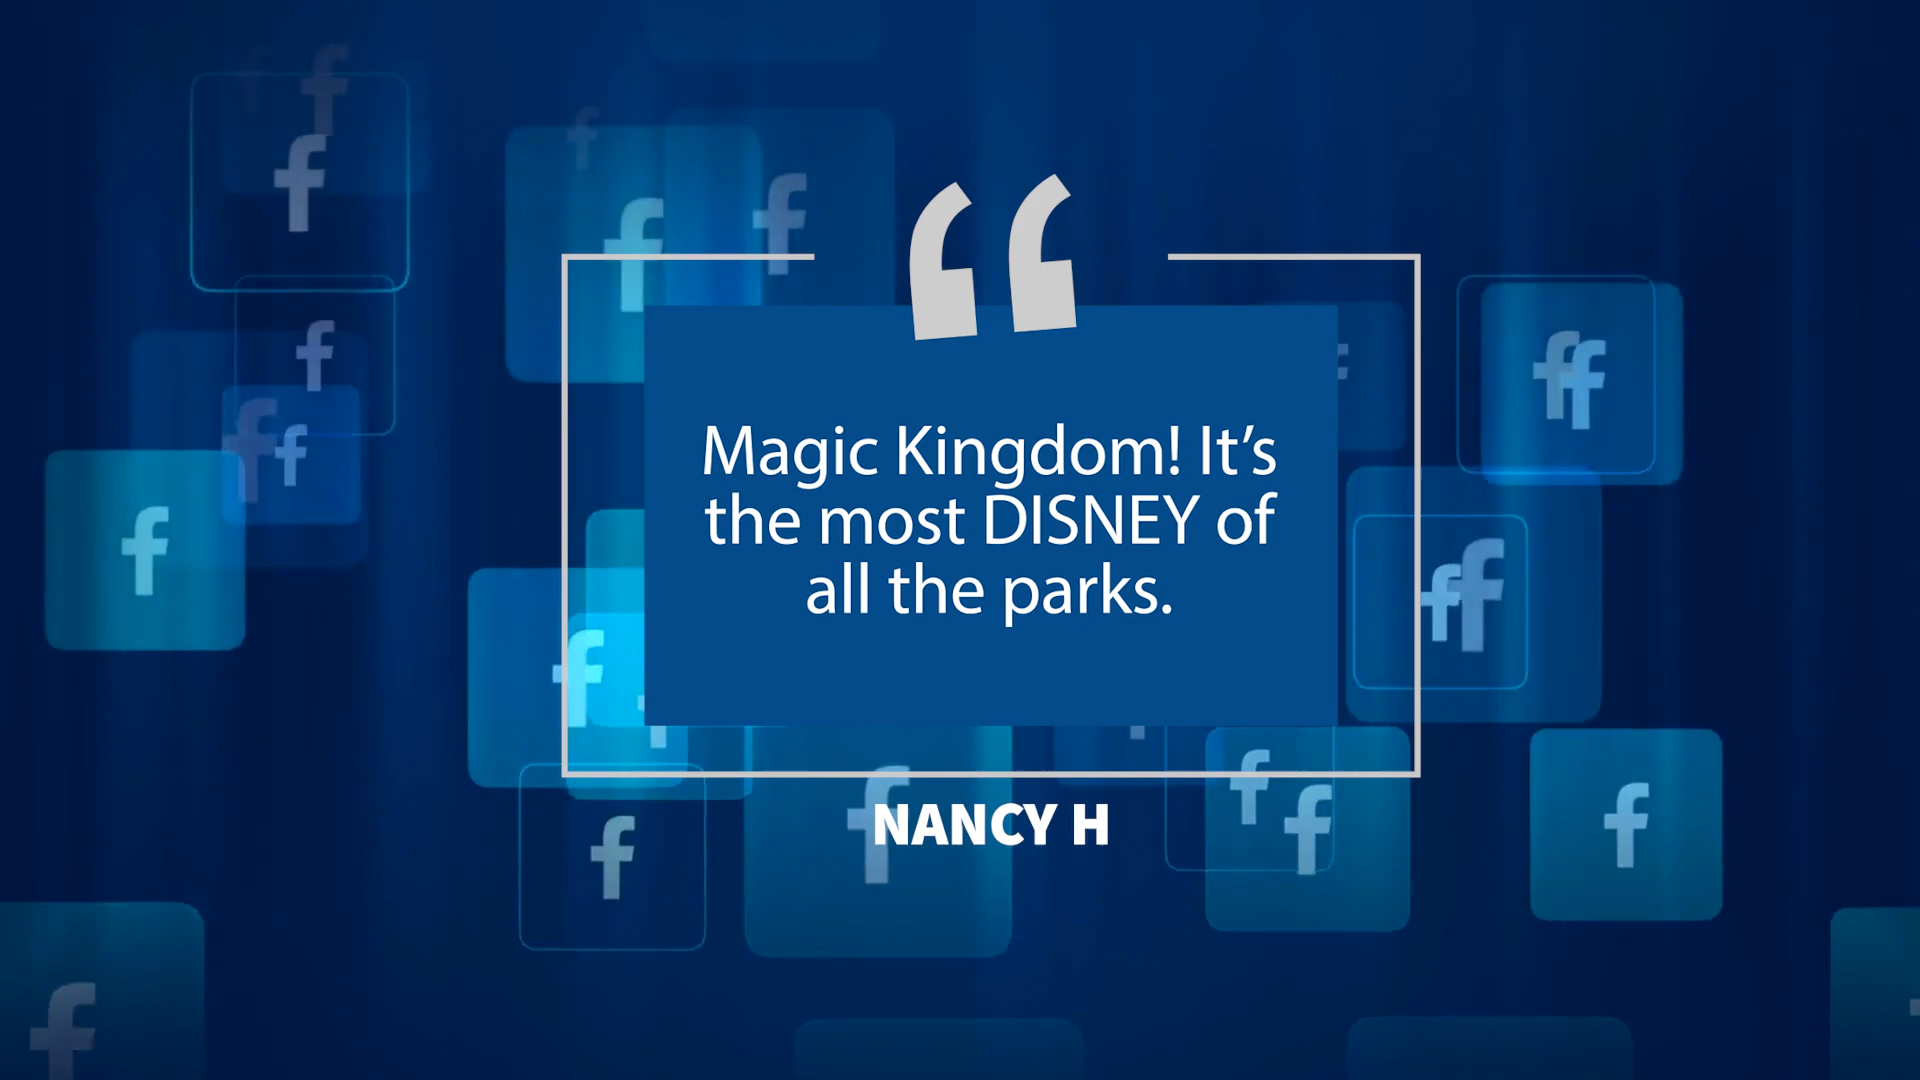 Magic Kingdom! It’s
the most DISNEY of
all the parks.
NANCY H